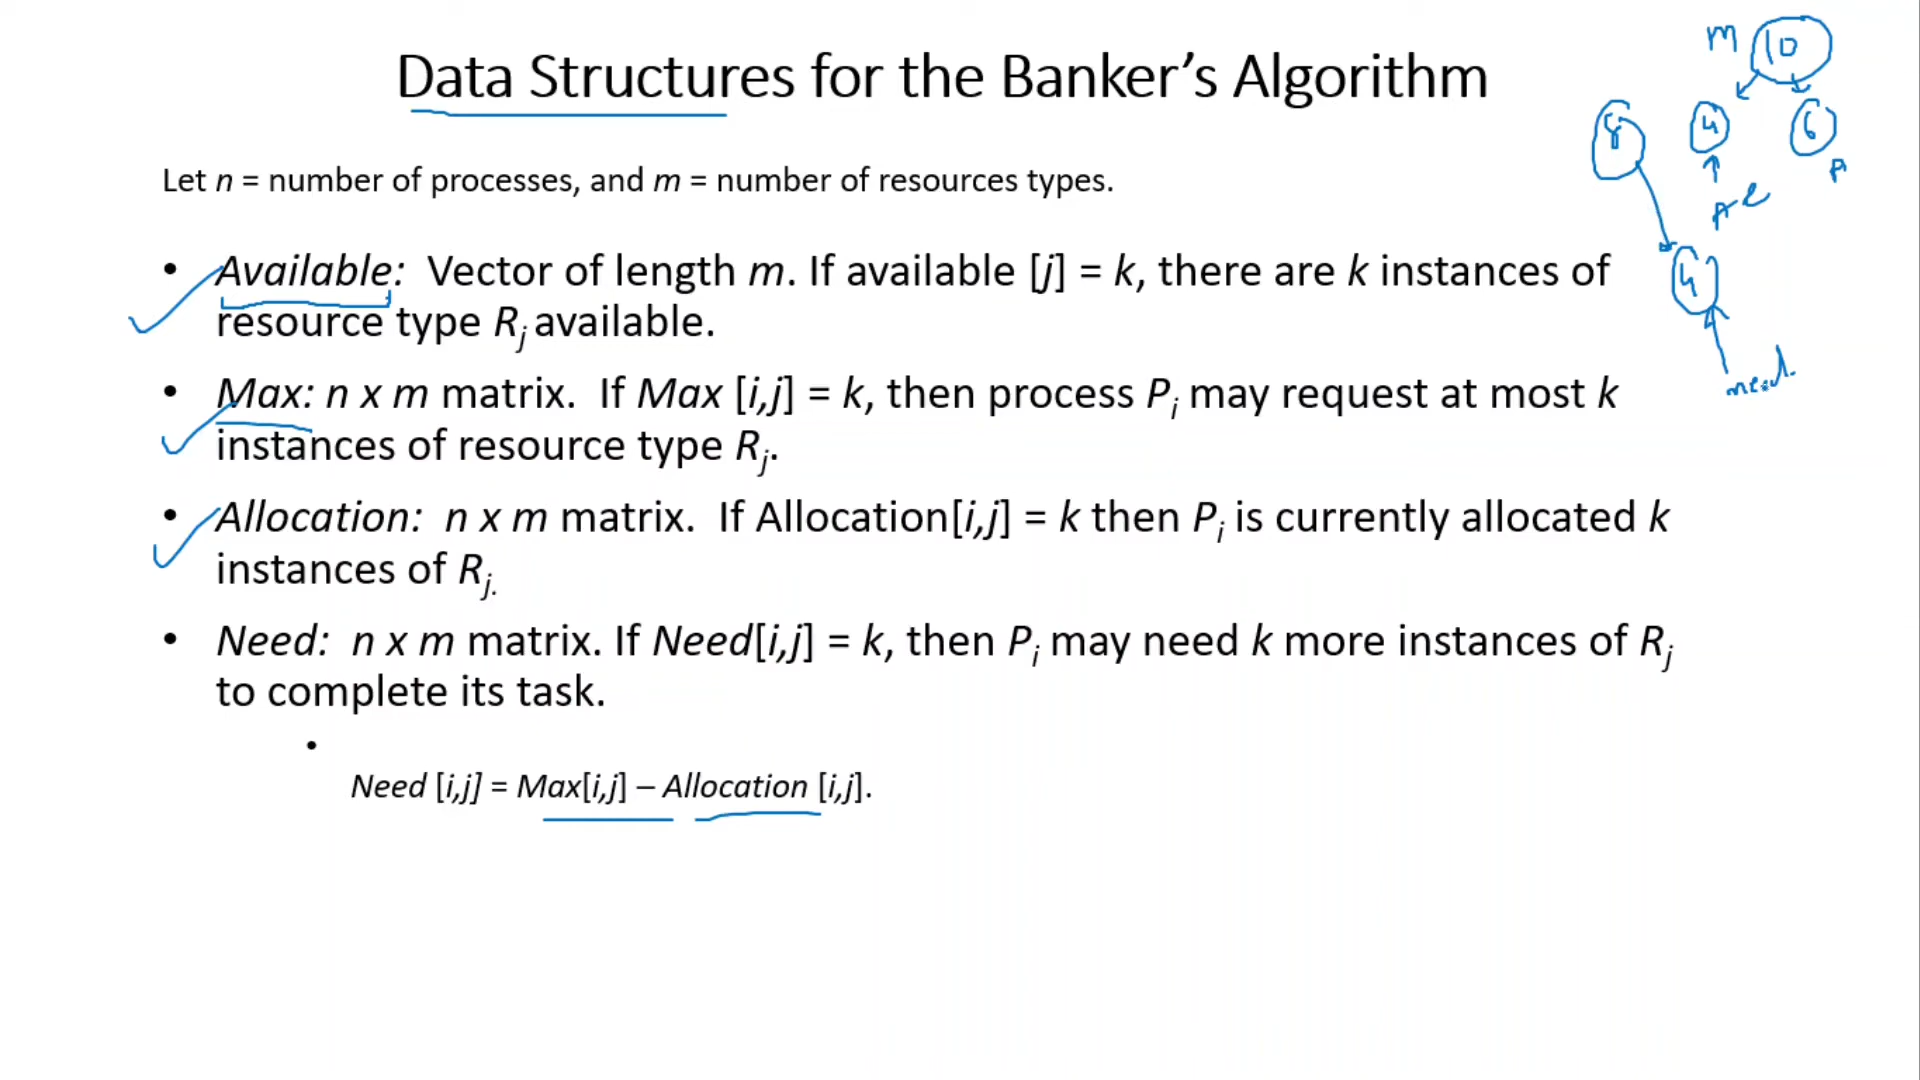 Data Structures for the Banker’s Algorithm
m 10
8 4 6
Let n = number of processes, and m = number of resources types.
• Available: Vector of length m. If available [j] = k, there are k instances of
resource type Rj available.
4
need.
• Max: n x m matrix. If Max [i,j] = k, then process Pi may request at most k
instances of resource type Rj.
• Allocation: n x m matrix. If Allocation[i,j] = k then Pi is currently allocated k
instances of Rj.
• Need: n x m matrix. If Need[i,j] = k, then Pi may need k more instances of Rj
to complete its task.
•
Need [i,j] = Max[i,j] – Allocation [i,j].